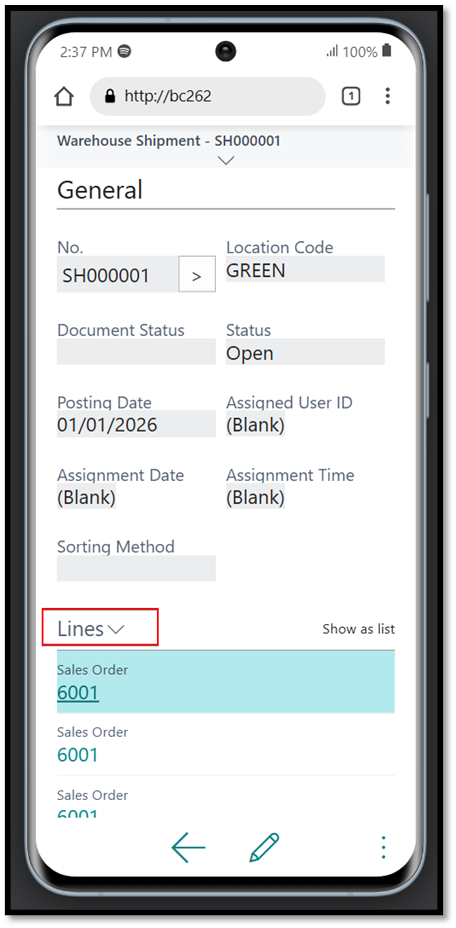 2:37 PM 100%
http://bc262 1
Warehouse Shipment - SH000001
General
No. Location Code
SH000001 > GREEN
Document Status Status
Open
Posting Date Assigned User ID
01/01/2026 (Blank)
Assignment Date Assignment Time
(Blank) (Blank)
Sorting Method
Lines Show as list
Sales Order
6001
Sales Order
6001
Sales Order
6001